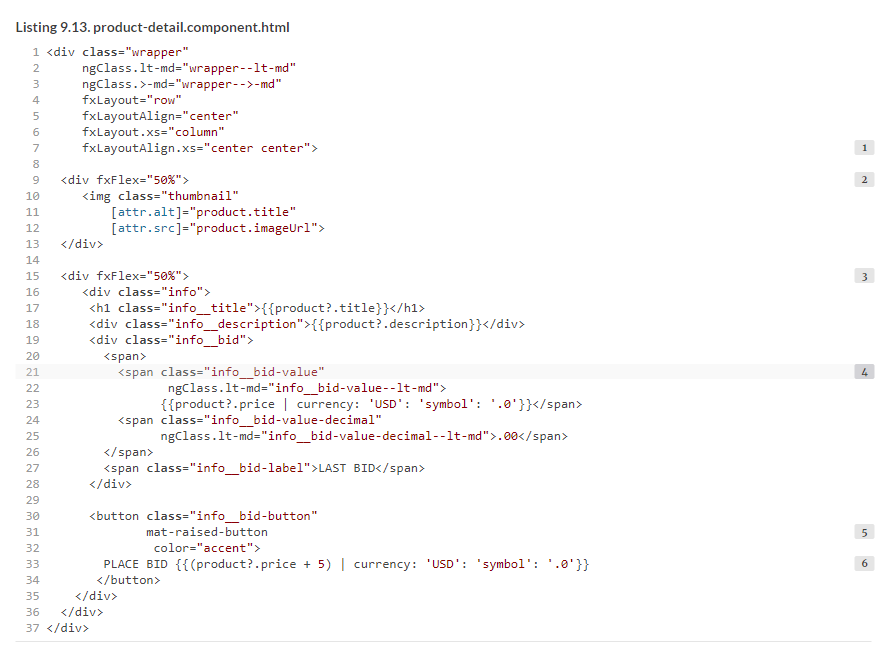 Listing 9.13. product-detail.component.html
1 <div class="wrapper"
2      ngClass.lt-md="wrapper--lt-md"
3      ngClass.>-md="wrapper-->-md"
4      fxLayout="row"
5      fxLayoutAlign="center"
6      fxLayout.xs="column"
7      fxLayoutAlign.xs="center center"> 1
8
9   <div fxFlex="50%"> 2
10      <img class="thumbnail"
11          [attr.alt]="product.title"
12          [attr.src]="product.imageUrl">
13   </div>
14
15   <div fxFlex="50%"> 3
16      <div class="info">
17       <h1 class="info__title">{{product?.title}}</h1>
18       <div class="info__description">{{product?.description}}</div>
19       <div class="info__bid">
20         <span>
21           <span class="info__bid-value" 4
22                  ngClass.lt-md="info__bid-value--lt-md">
23                 {{product?.price | currency: 'USD': 'symbol': '.0'}}</span>
24           <span class="info__bid-value-decimal"
25                 ngClass.lt-md="info__bid-value-decimal--lt-md">.00</span>
26         </span>
27         <span class="info__bid-label">LAST BID</span>
28       </div>
29
30       <button class="info__bid-button"
31               mat-raised-button 5
32                color="accent">
33         PLACE BID {{(product?.price + 5) | currency: 'USD': 'symbol': '.0'}} 6
34        </button>
35     </div>
36   </div>
37 </div>